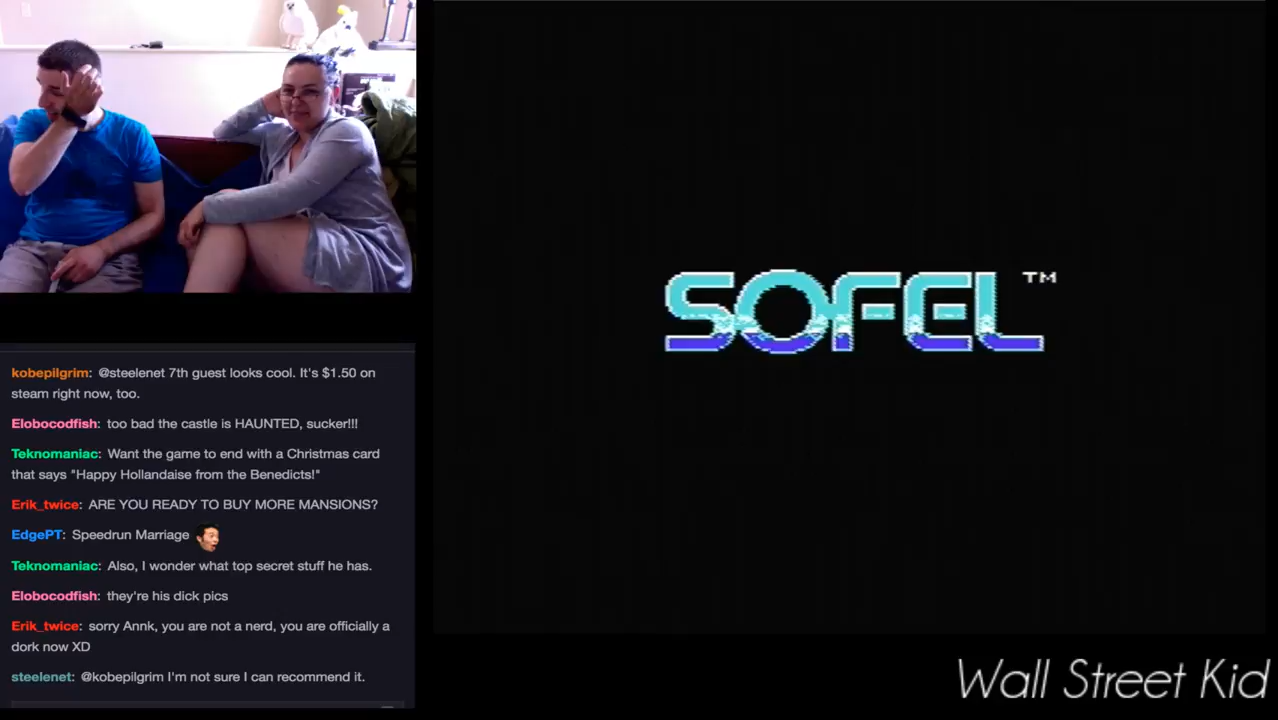 SOFEL™
kobepilgrim: @steelenet 7th guest looks cool. It's $1.50 on
steam right now, too.
Elobocodfish: too bad the castle is HAUNTED, sucker!!!
Teknomaniac: Want the game to end with a Christmas card
that says "Happy Hollandaise from the Benedicts!"
Erik_twice: ARE YOU READY TO BUY MORE MANSIONS?
EdgePT: Speedrun Marriage
Teknomaniac: Also, I wonder what top secret stuff he has.
Elobocodfish: they're his dick pics
Erik_twice: sorry Annk, you are not a nerd, you are officially a
dork now XD
steelenet: @kobepilgrim I'm not sure I can recommend it.
Wall Street Kid